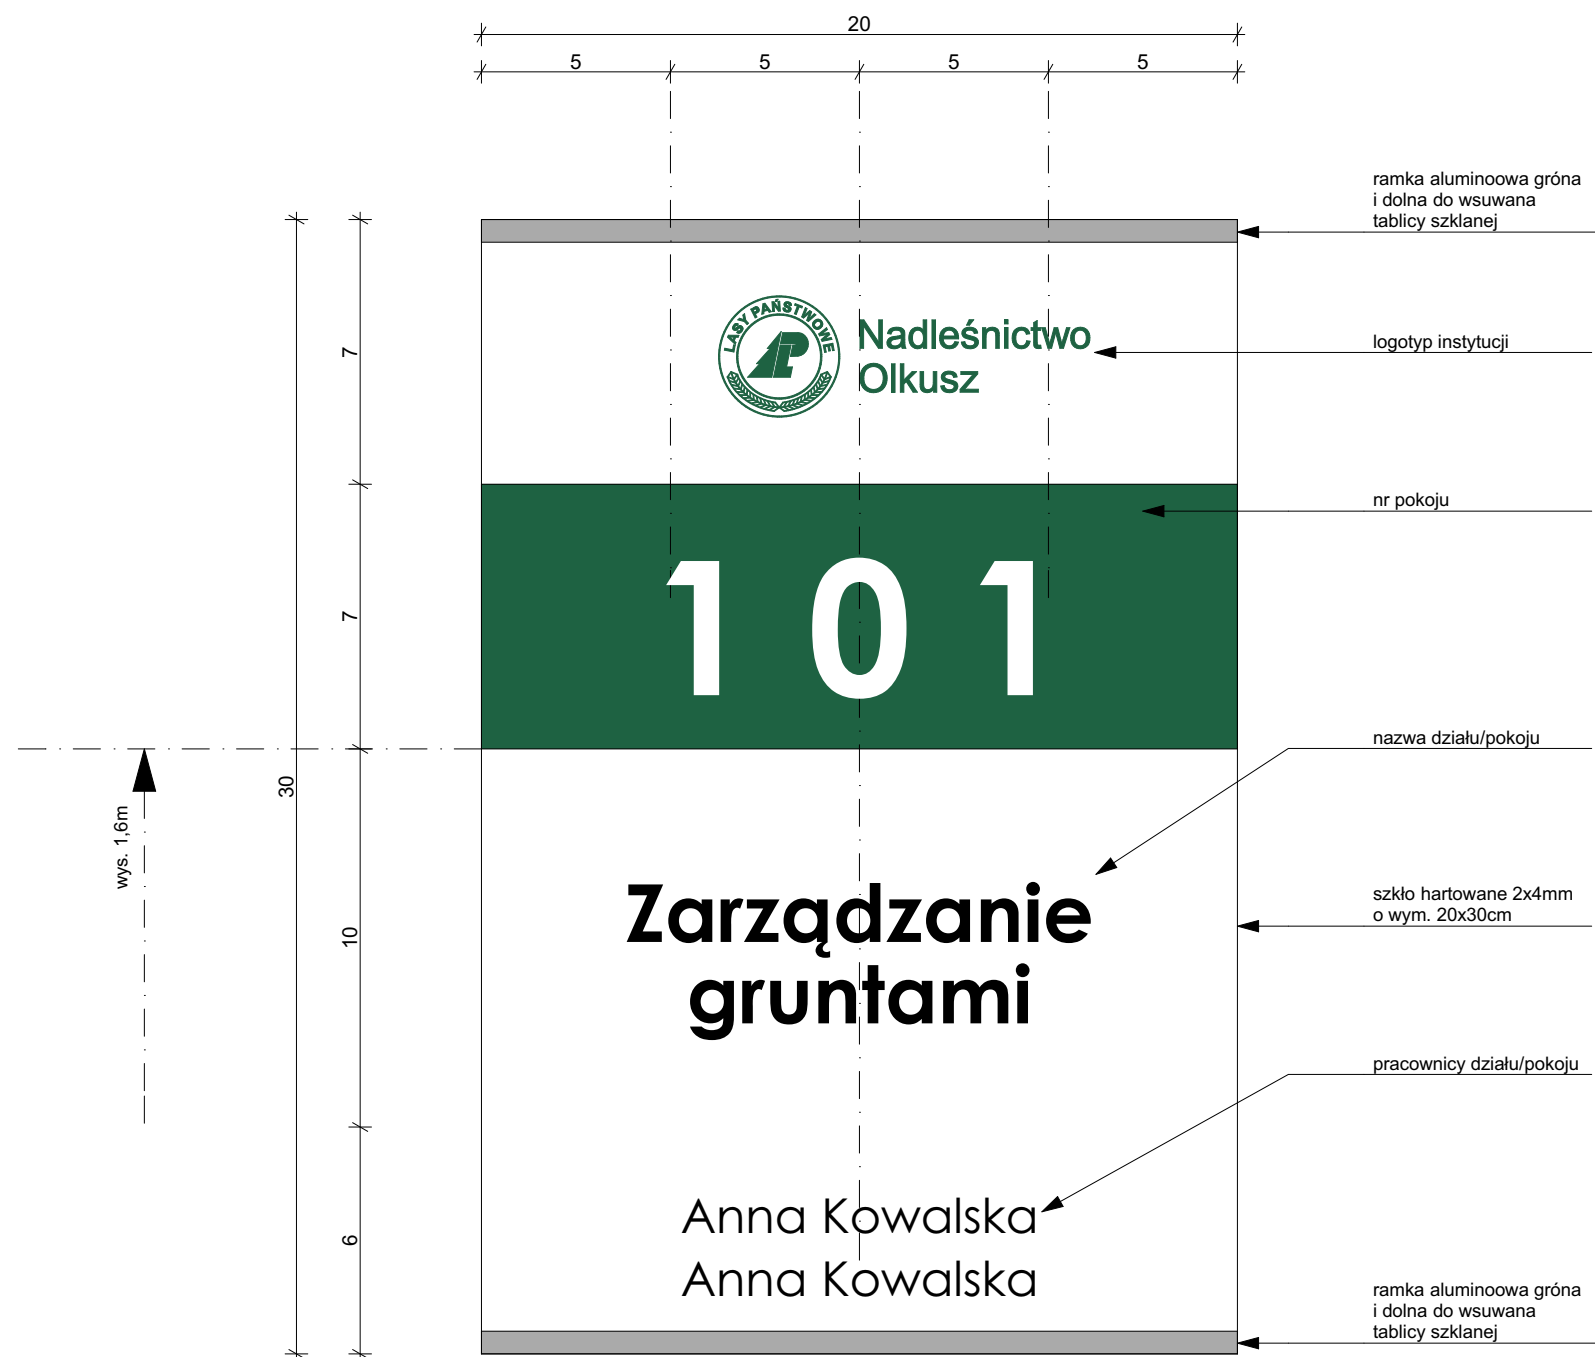 20
5 5 5 5
ramka aluminoowa gróna
i dolna do wsuwana
tablicy szklanej
LASY PAŃSTWOWE
Nadleśnictwo
Olkusz
logotyp instytucji
7
nr pokoju
101
7
nazwa działu/pokoju
30
wys. 1,6m
Zarządzanie
gruntami
szkło hartowane 2x4mm
o wym. 20x30cm
10
pracownicy działu/pokoju
Anna Kowalska
Anna Kowalska
6
ramka aluminoowa gróna
i dolna do wsuwana
tablicy szklanej